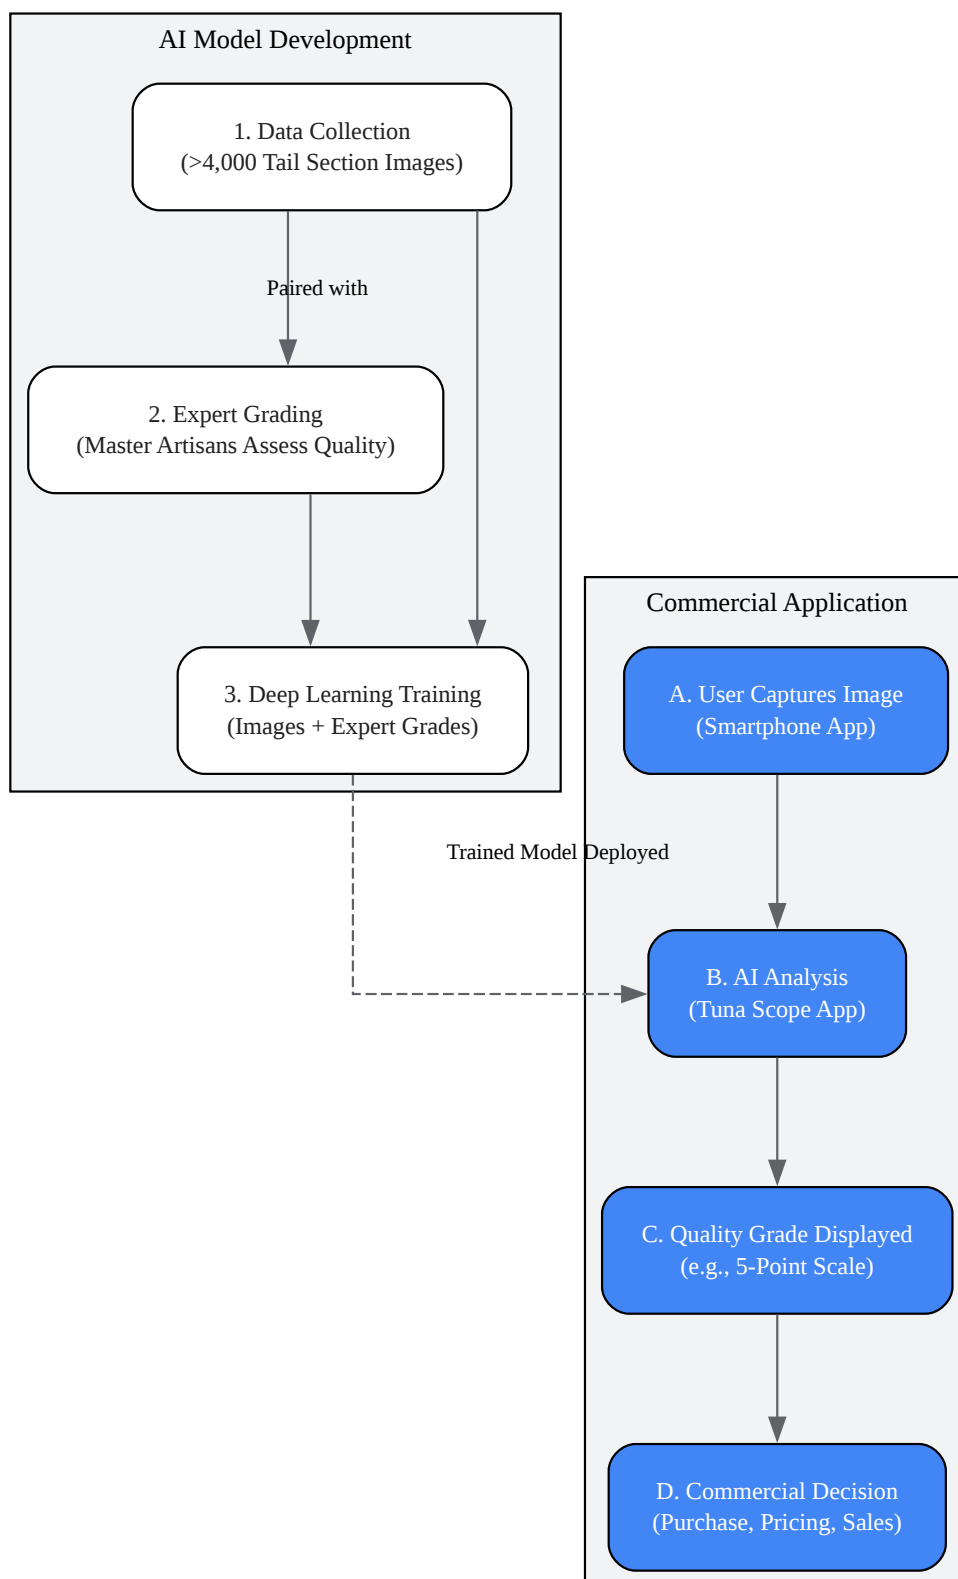 AI Model Development
1. Data Collection
(>4,000 Tail Section Images)
Paired with
2. Expert Grading
(Master Artisans Assess Quality)
3. Deep Learning Training
(Images + Expert Grades)
Trained Model Deployed
Commercial Application
A. User Captures Image
(Smartphone App)
B. AI Analysis
(Tuna Scope App)
C. Quality Grade Displayed
(e.g., 5-Point Scale)
D. Commercial Decision
(Purchase, Pricing, Sales)